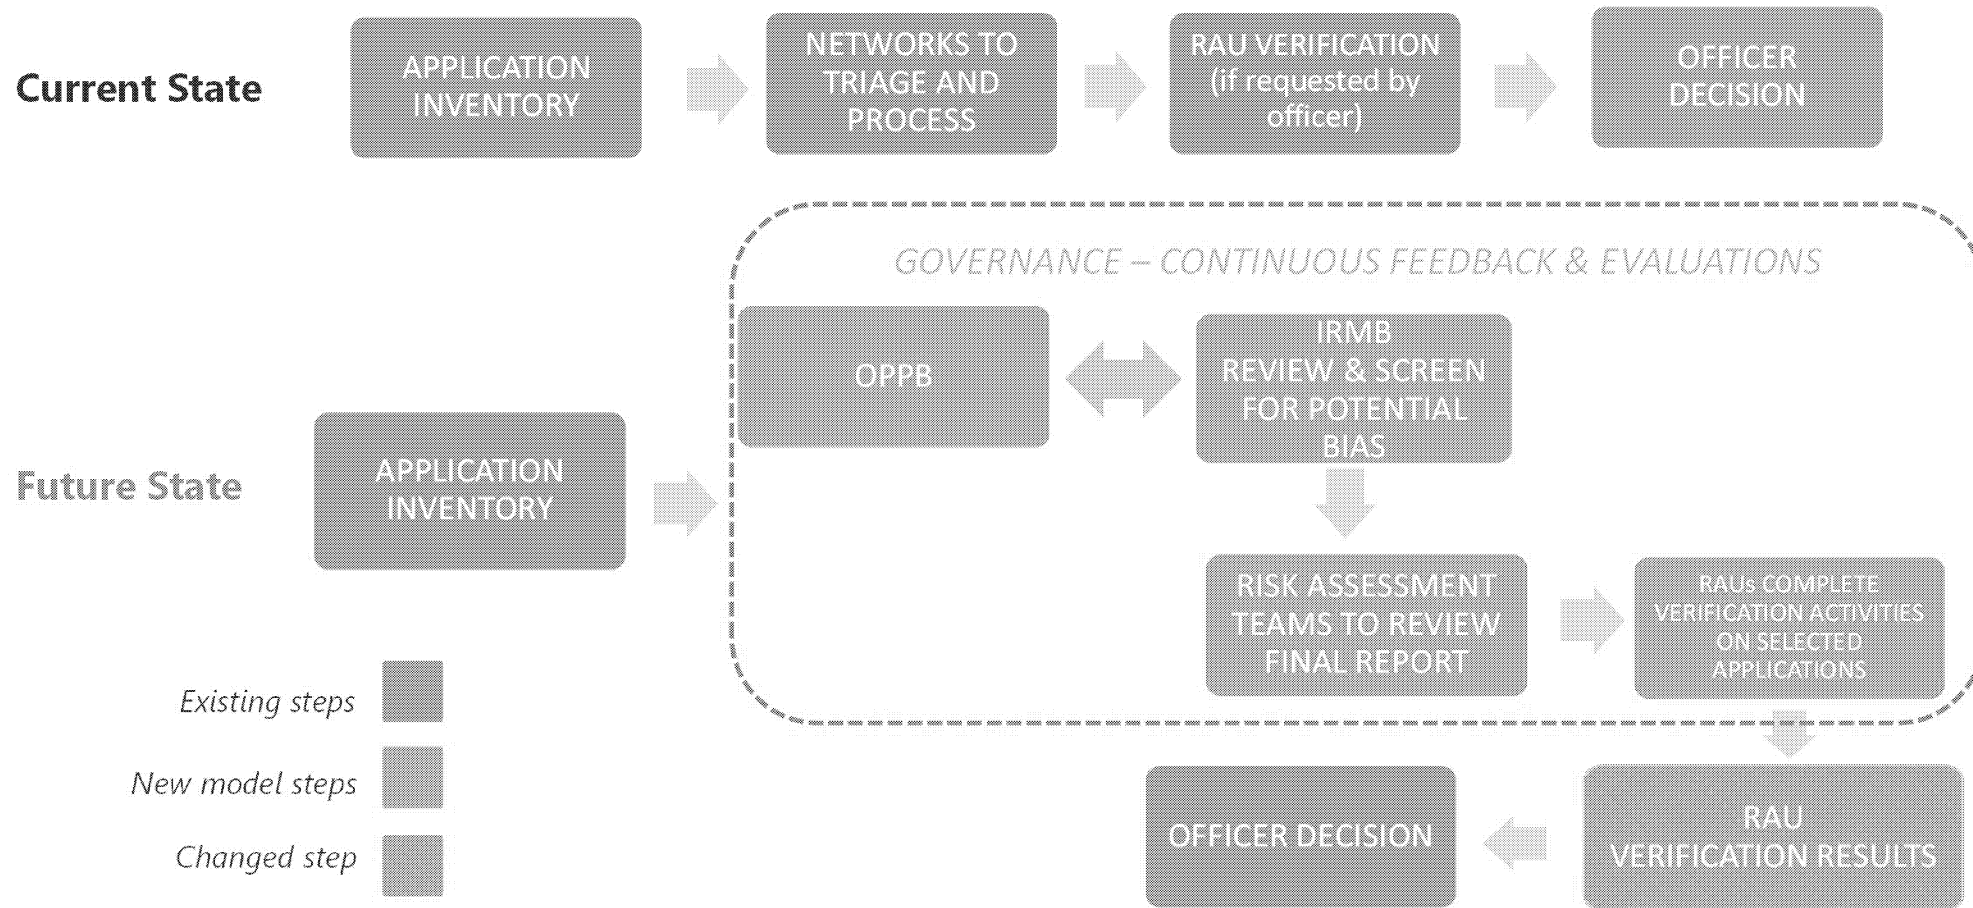 Current State
APPLICATION
INVENTORY
NETWORKS TO
TRIAGE AND
PROCESS
RAU VERIFICATION
(if requested by
officer)
OFFICER
DECISION
GOVERNANCE – CONTINUOUS FEEDBACK & EVALUATIONS
OPPB
IRMB
REVIEW & SCREEN
FOR POTENTIAL
BIAS
Future State
APPLICATION
INVENTORY
RISK ASSESSMENT
TEAMS TO REVIEW
FINAL REPORT
RAUs COMPLETE
VERIFICATION ACTIVITIES
ON SELECTED
APPLICATIONS
Existing steps
New model steps
Changed step
OFFICER DECISION
RAU
VERIFICATION RESULTS